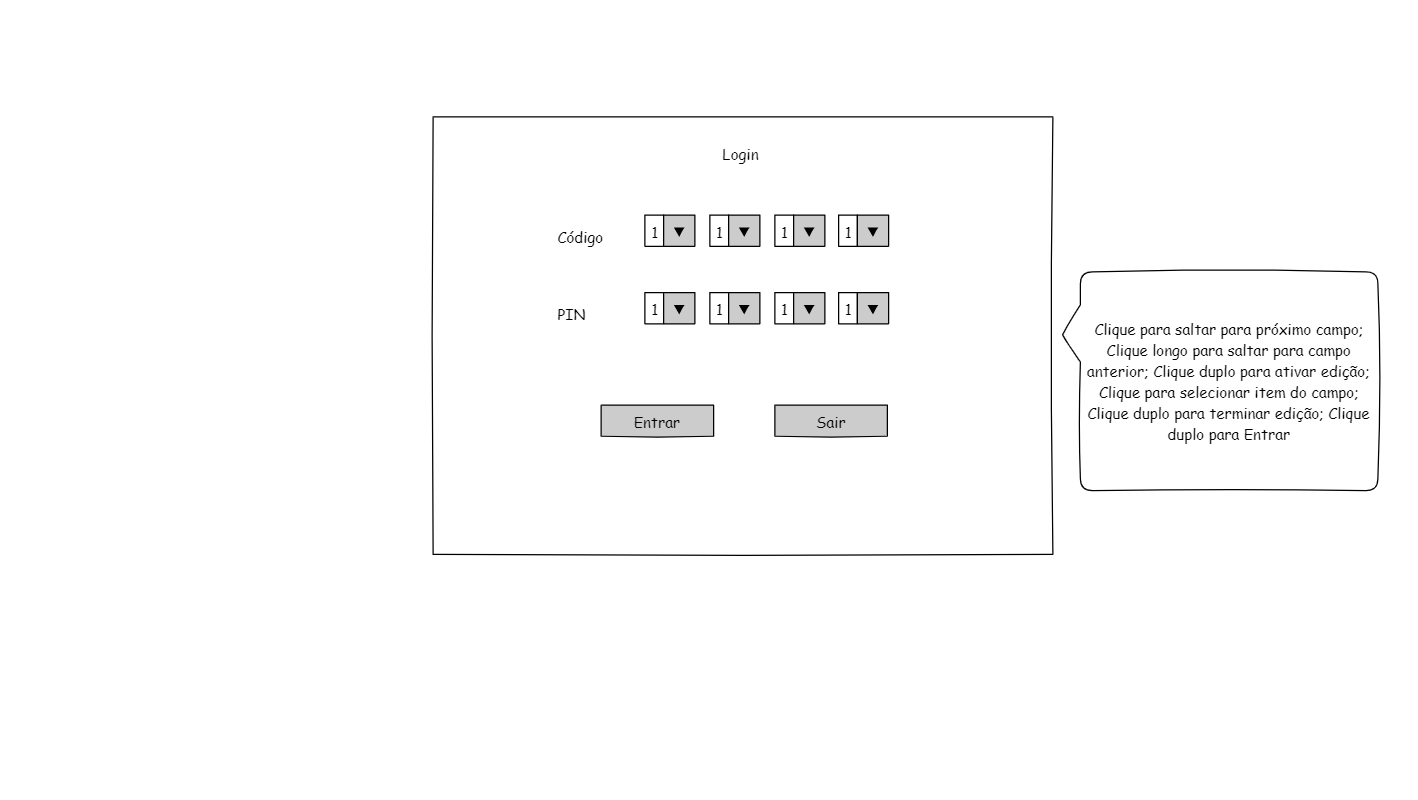 Login
Código 1 1 1 1
PIN 1 1 1 1
Entrar Sair
Clique para saltar para próximo campo;
Clique longo para saltar para campo
anterior; Clique duplo para ativar edição;
Clique para selecionar item do campo;
Clique duplo para terminar edição; Clique
duplo para Entrar